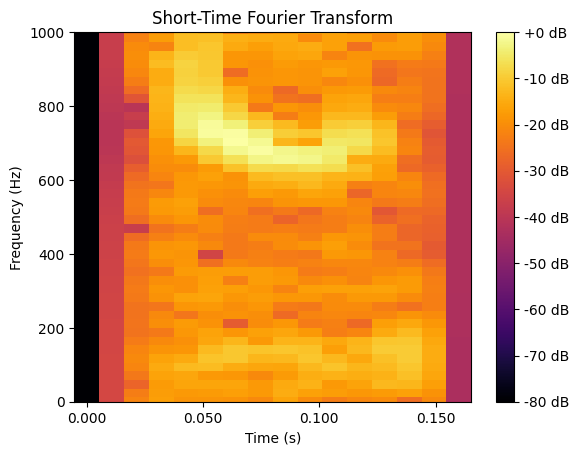 Short-Time Fourier Transform
1000
800
600
400
200
0
Frequency (Hz)
0.000
0.050
0.100
0.150
Time (s)
+0 dB
-10 dB
-20 dB
-30 dB
-40 dB
-50 dB
-60 dB
-70 dB
-80 dB